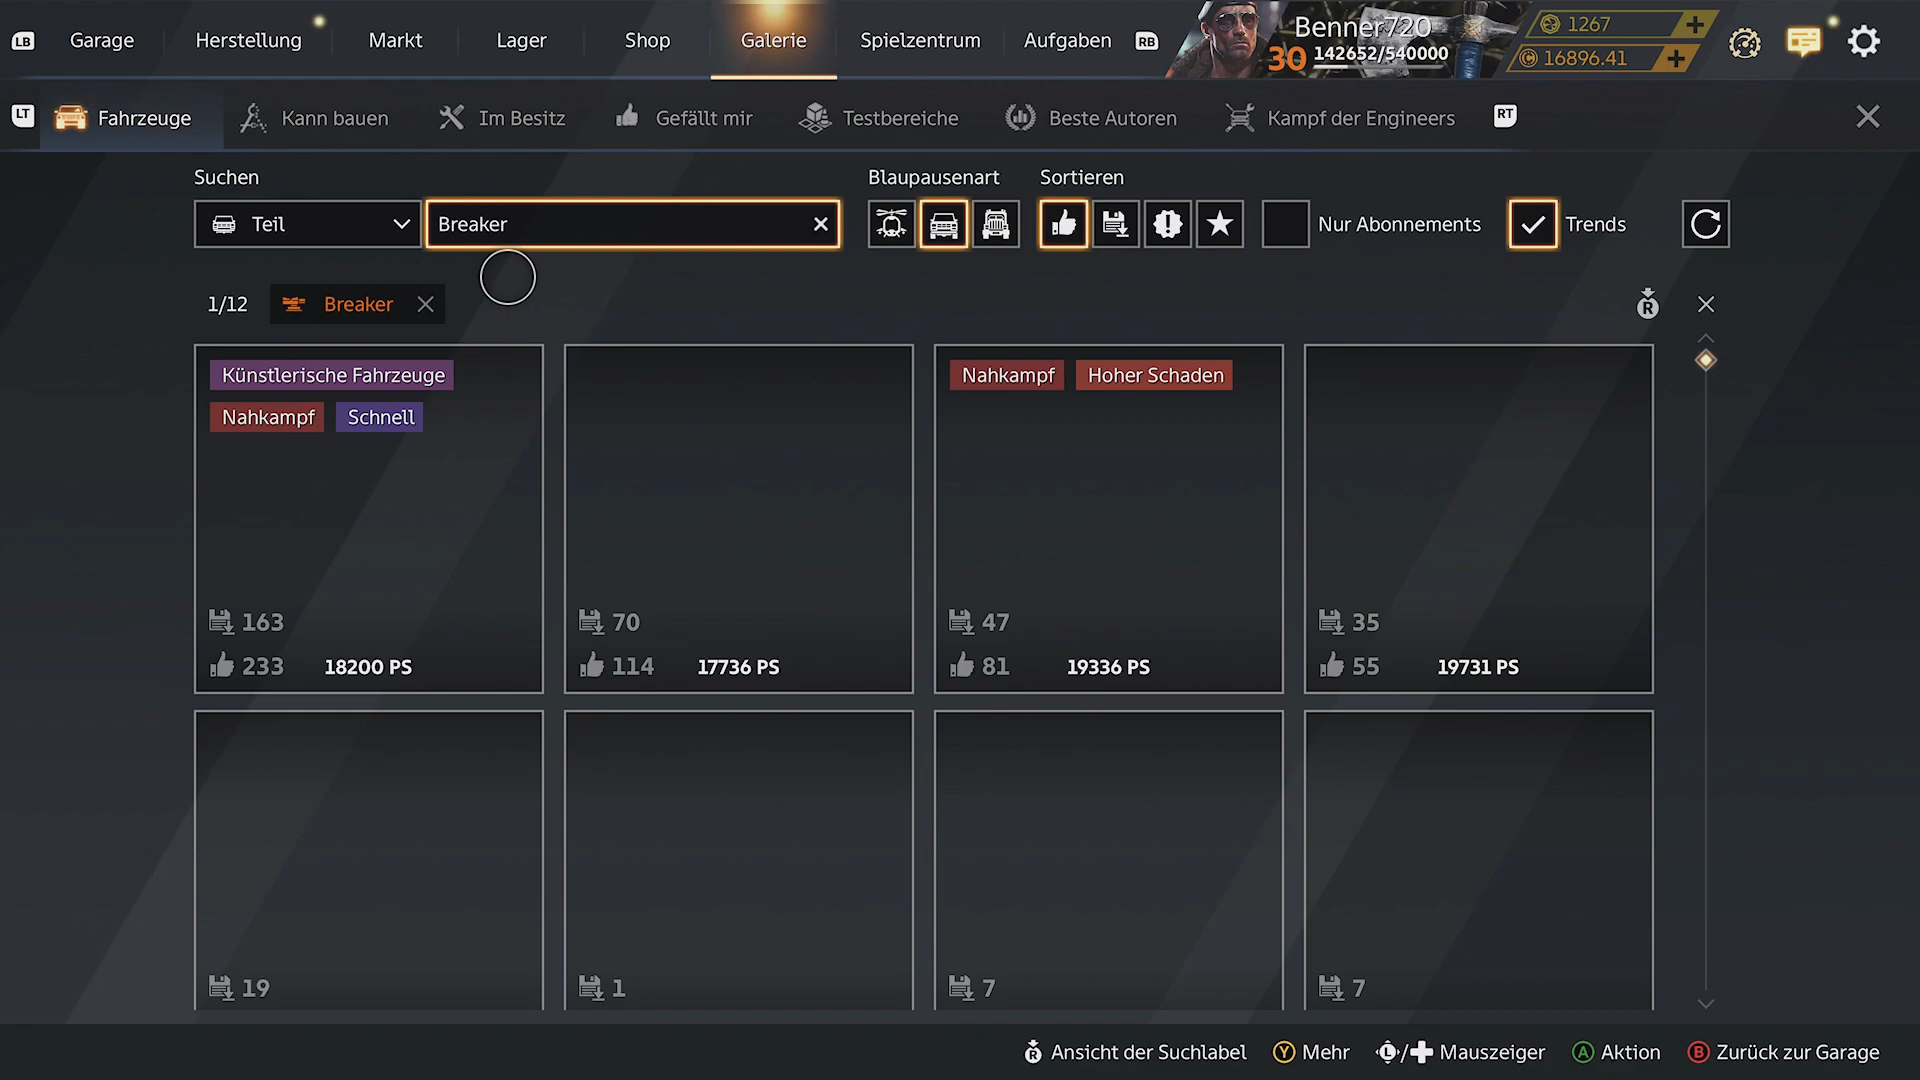 LB Garage Herstellung Markt Lager Shop Galerie Spielzentrum Aufgaben RB
Benner720
30 142652/540000
1267
16896.41
LT Fahrzeuge Kann bauen Im Besitz Gefällt mir Testbereiche Beste Autoren Kampf der Engineers RT
Suchen Blaupausenart Sortieren
Teil Breaker Nur Abonnements Trends
1/12 Breaker R
Künstlerische Fahrzeuge
Nahkampf Schnell
163
233 18200 PS
70
114 17736 PS
Nahkampf Hoher Schaden
47
81 19336 PS
35
55 19731 PS
19
1
7
7
R Ansicht der Suchlabel Y Mehr L/ Mauszeiger A Aktion B Zurück zur Garage